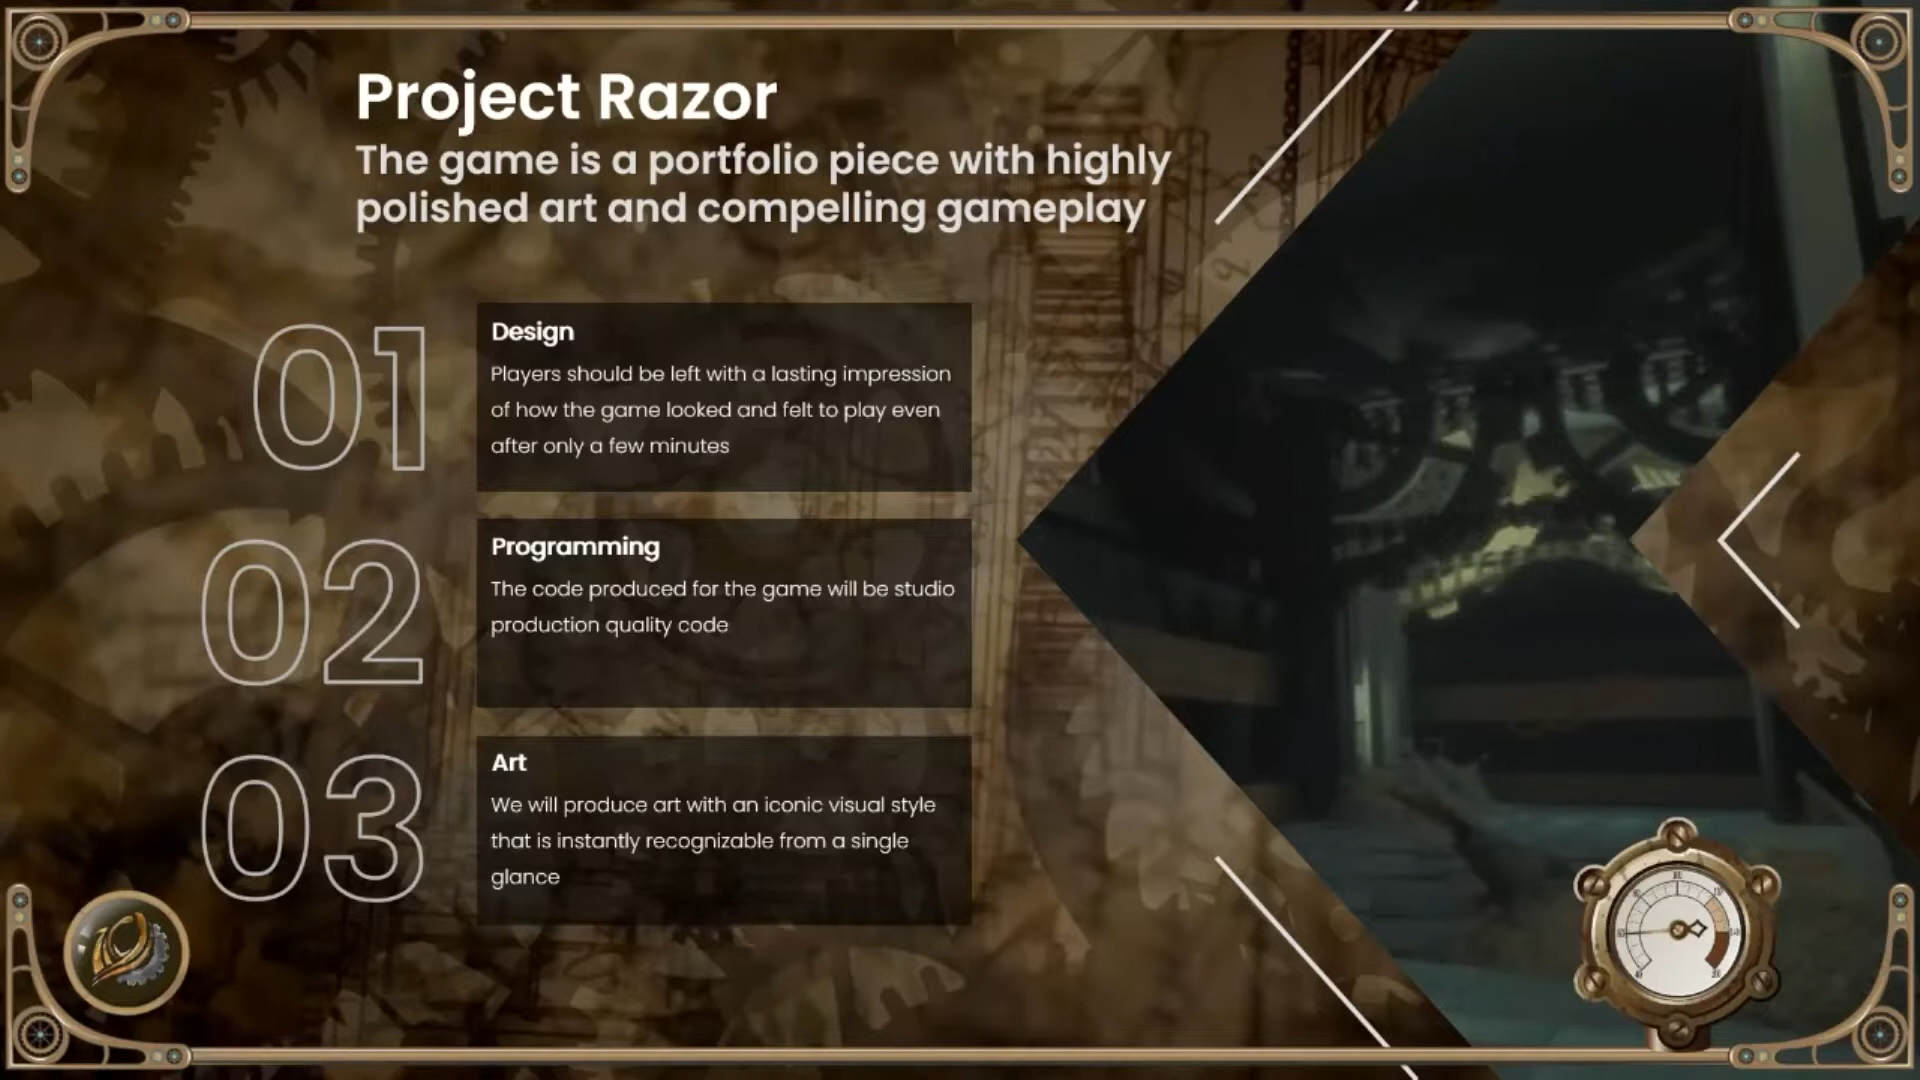 Project Razor
The game is a portfolio piece with highly
polished art and compelling gameplay
01
Design
Players should be left with a lasting impression
of how the game looked and felt to play even
after only a few minutes
02
Programming
The code produced for the game will be studio
production quality code
03
Art
We will produce art with an iconic visual style
that is instantly recognizable from a single
glance